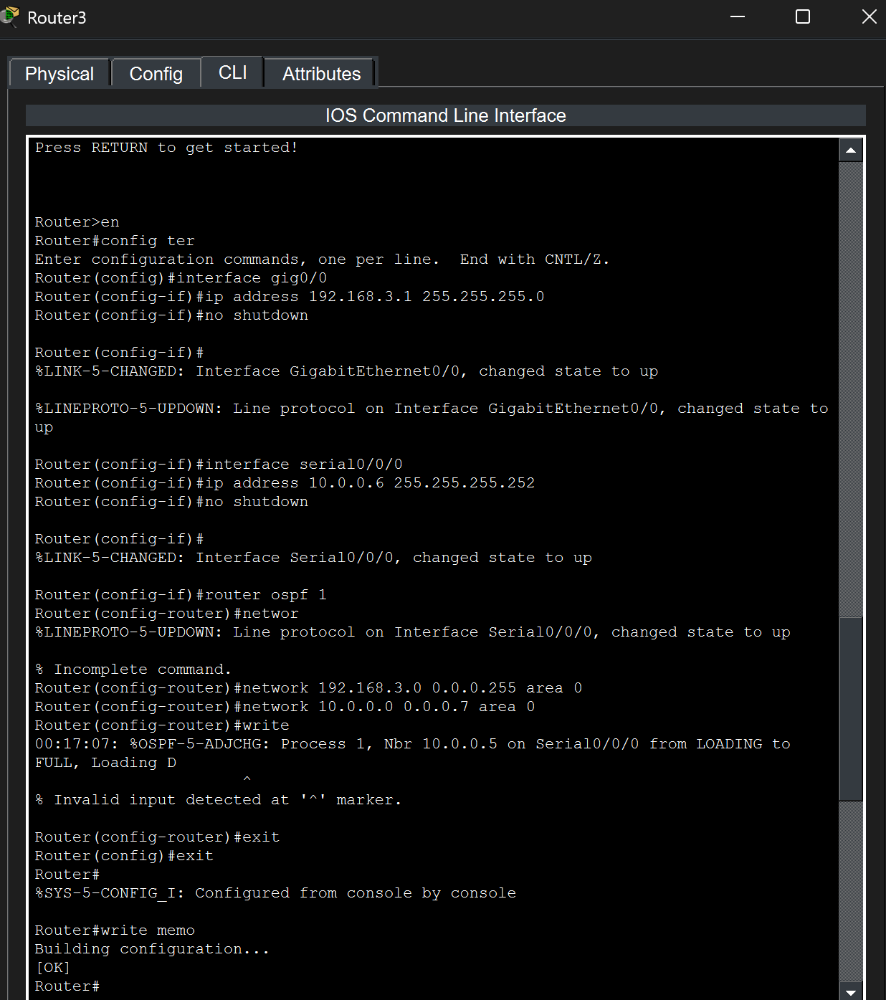 Router3
Physical
Config
CLI
Attributes
IOS Command Line Interface
Press RETURN to get started!
Router>en
Router#config ter
Enter configuration commands, one per line.  End with CNTL/Z.
Router(config)#interface gig0/0
Router(config-if)#ip address 192.168.3.1 255.255.255.0
Router(config-if)#no shutdown
Router(config-if)#
%LINK-5-CHANGED: Interface GigabitEthernet0/0, changed state to up
%LINEPROTO-5-UPDOWN: Line protocol on Interface GigabitEthernet0/0, changed state to
up
Router(config-if)#interface serial0/0/0
Router(config-if)#ip address 10.0.0.6 255.255.255.252
Router(config-if)#no shutdown
Router(config-if)#
%LINK-5-CHANGED: Interface Serial0/0/0, changed state to up
Router(config-if)#router ospf 1
Router(config-router)#networ
%LINEPROTO-5-UPDOWN: Line protocol on Interface Serial0/0/0, changed state to up
% Incomplete command.
Router(config-router)#network 192.168.3.0 0.0.0.255 area 0
Router(config-router)#network 10.0.0.0 0.0.0.7 area 0
Router(config-router)#write
00:17:07: %OSPF-5-ADJCHG: Process 1, Nbr 10.0.0.5 on Serial0/0/0 from LOADING to
FULL, Loading D
^
% Invalid input detected at '^' marker.
Router(config-router)#exit
Router(config)#exit
Router#
%SYS-5-CONFIG_I: Configured from console by console
Router#write memo
Building configuration...
[OK]
Router#